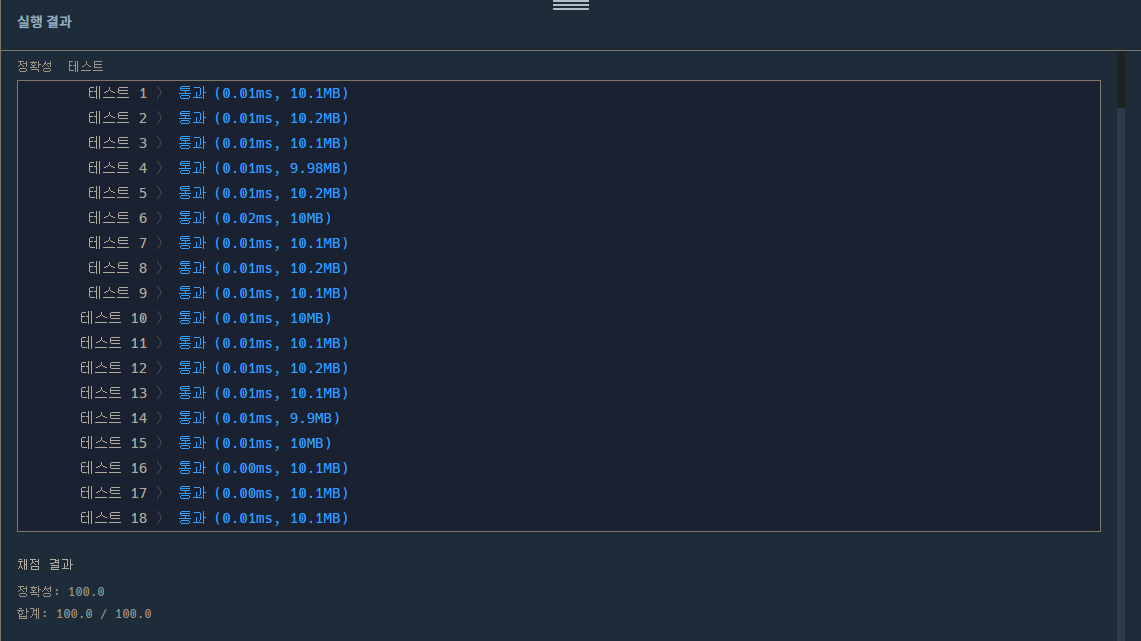 실행 결과
정확성 테스트
테스트 1 〉 통과 (0.01ms, 10.1MB)
테스트 2 〉 통과 (0.01ms, 10.2MB)
테스트 3 〉 통과 (0.01ms, 10.1MB)
테스트 4 〉 통과 (0.01ms, 9.98MB)
테스트 5 〉 통과 (0.01ms, 10.2MB)
테스트 6 〉 통과 (0.02ms, 10MB)
테스트 7 〉 통과 (0.01ms, 10.1MB)
테스트 8 〉 통과 (0.01ms, 10.2MB)
테스트 9 〉 통과 (0.01ms, 10.1MB)
테스트 10 〉 통과 (0.01ms, 10MB)
테스트 11 〉 통과 (0.01ms, 10.1MB)
테스트 12 〉 통과 (0.01ms, 10.2MB)
테스트 13 〉 통과 (0.01ms, 10.1MB)
테스트 14 〉 통과 (0.01ms, 9.9MB)
테스트 15 〉 통과 (0.01ms, 10MB)
테스트 16 〉 통과 (0.00ms, 10.1MB)
테스트 17 〉 통과 (0.00ms, 10.1MB)
테스트 18 〉 통과 (0.01ms, 10.1MB)
채점 결과
정확성: 100.0
합계: 100.0 / 100.0